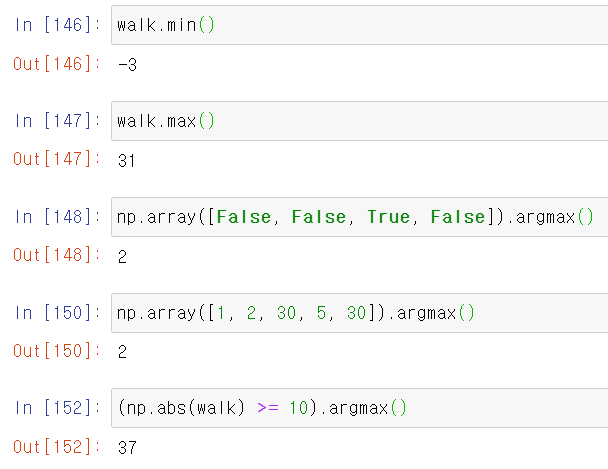 In [146]: walk.min()
Out[146]: -3
In [147]: walk.max()
Out[147]: 31
In [148]: np.array([False, False, True, False]).argmax()
Out[148]: 2
In [150]: np.array([1, 2, 30, 5, 30]).argmax()
Out[150]: 2
In [152]: (np.abs(walk) >= 10).argmax()
Out[152]: 37